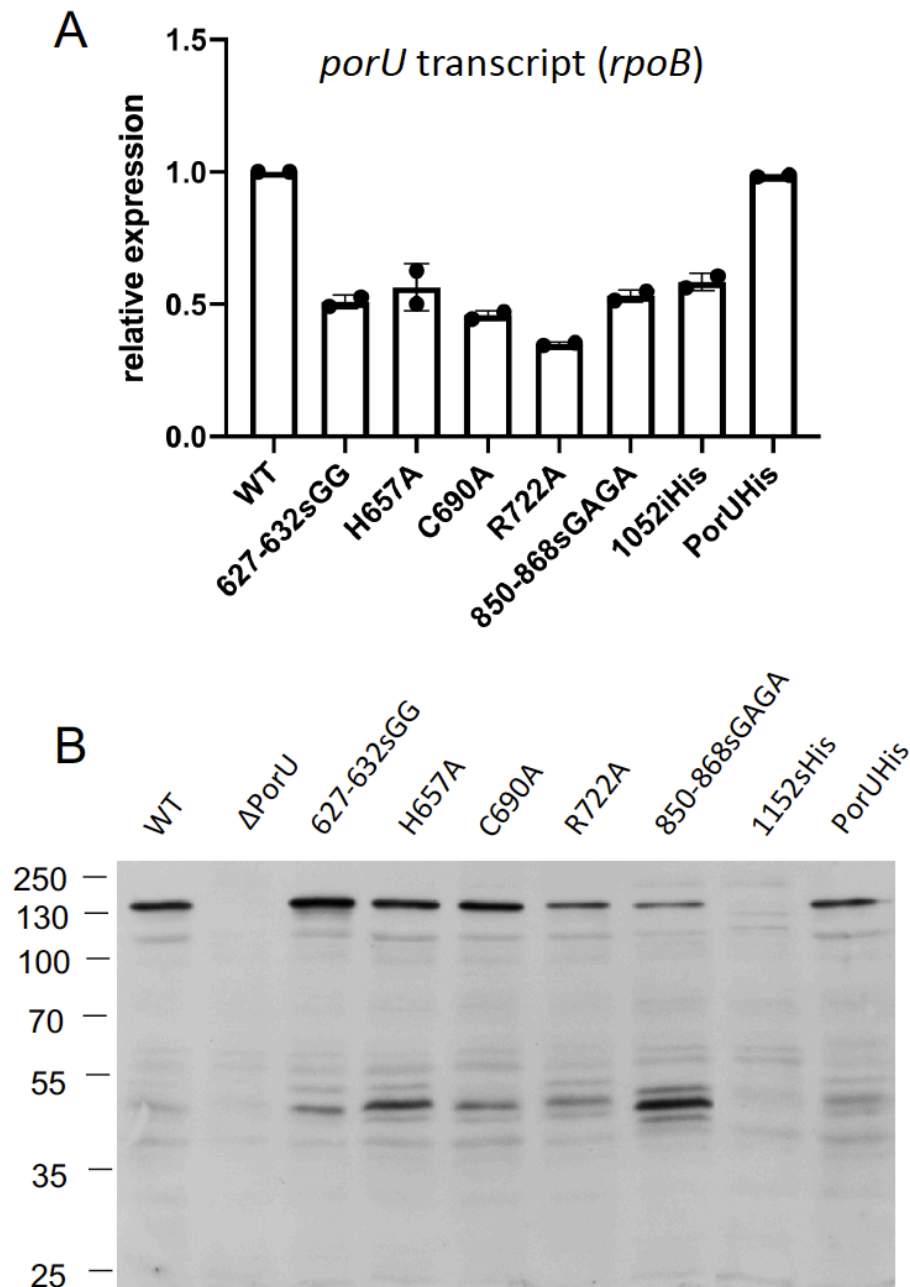 A
porU transcript (rpoB)
relative expression
1.5
1.0
0.5
0.0
WT
627-632sGG
H657A
C690A
R722A
850-868sGAGA
1052iHis
PorUHis
B
WT
ΔPorU
627-632sGG
H657A
C690A
R722A
850-868sGAGA
1152sHis
PorUHis
250
130
100
70
55
35
25